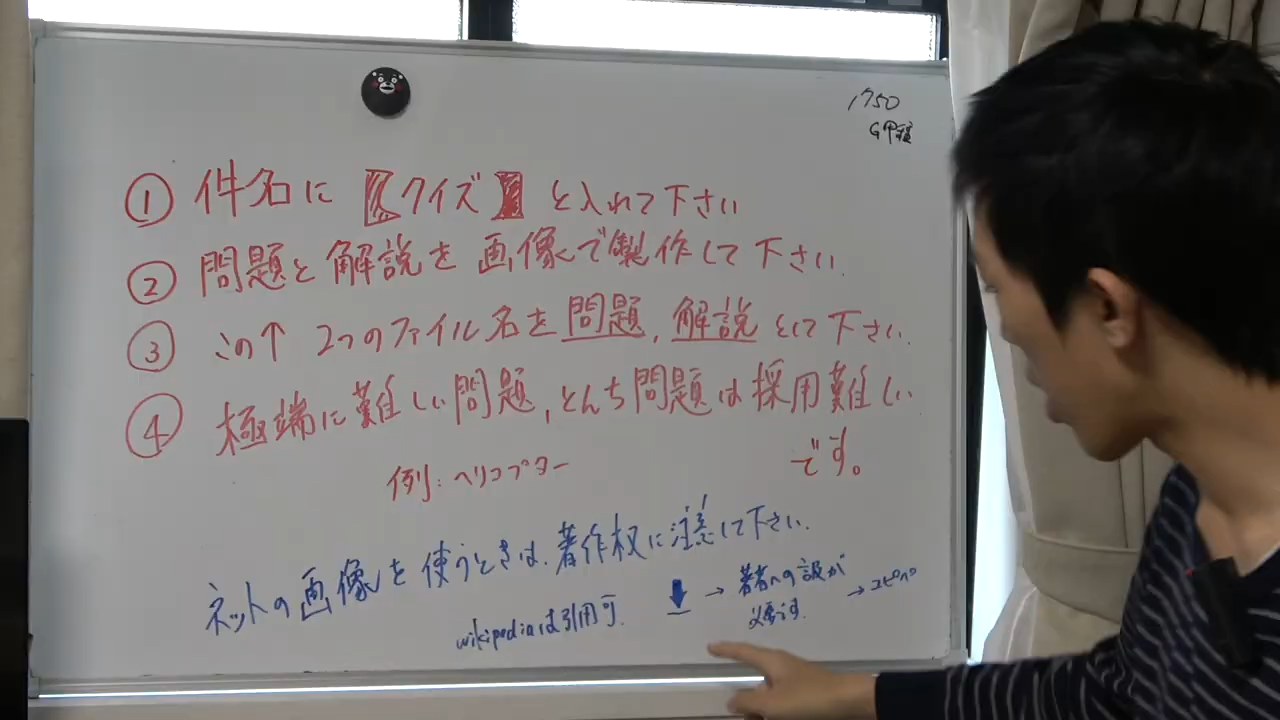 1750
① 件名に【クイズ】と入れて下さい
② 問題と解説を画像で製作して下さい.
③ この↑ 2つのファイル名を問題, 解説として下さい.
④ 極端に難しい問題, とんち問題は採用難しい
です。
例:ヘリコプター
ネットの画像を使うときは、著作権に注意して下さい.
wikipediaは引用可. ↓ → 著者への → コピペ
必要です.